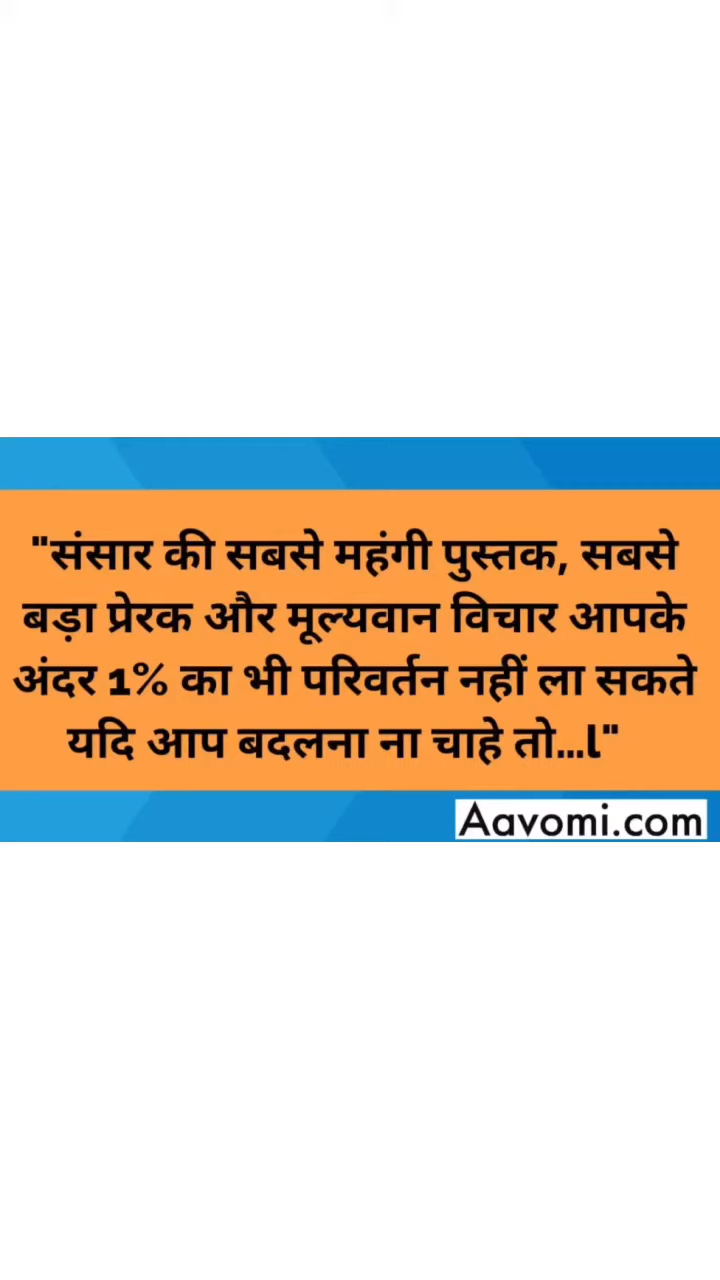 "संसार की सबसे महंगी पुस्तक, सबसे
बड़ा प्रेरक और मूल्यवान विचार आपके
अंदर 1% का भी परिवर्तन नहीं ला सकते
यदि आप बदलना ना चाहे तो...l"
Aavomi.com